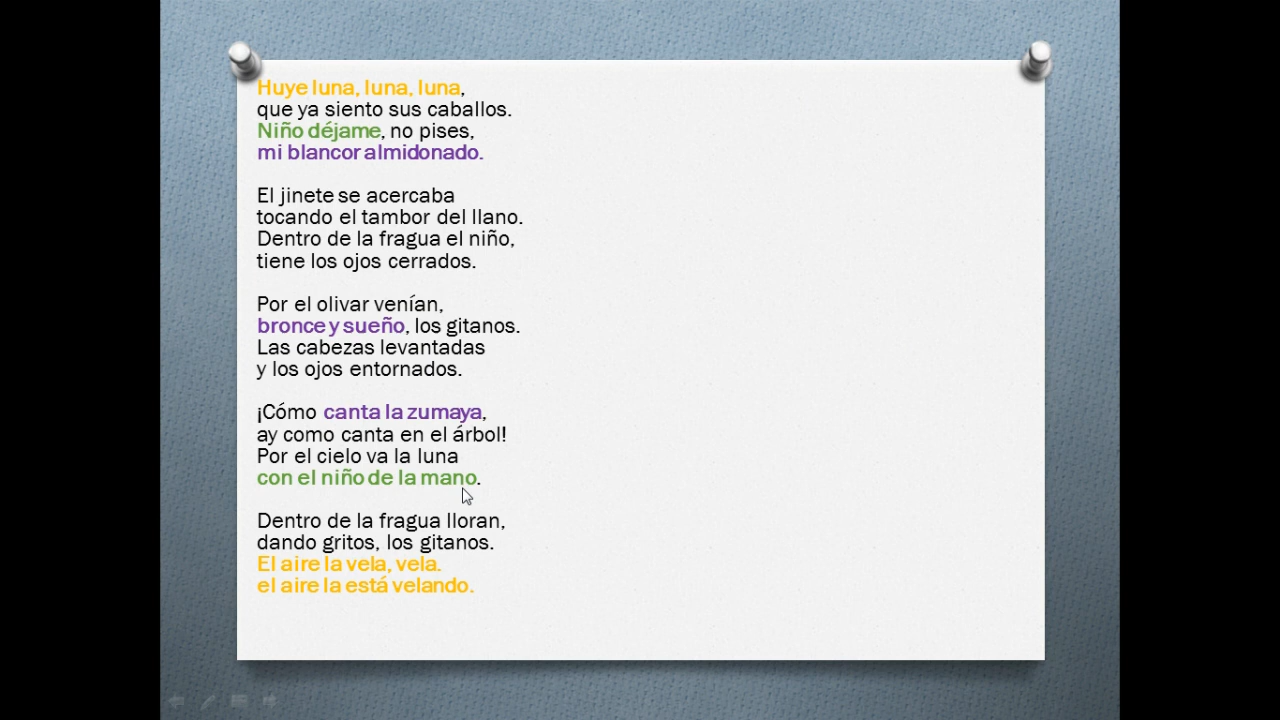 Huye luna, luna, luna,
que ya siento sus caballos.
Niño déjame, no pises,
mi blancor almidonado.
El jinete se acercaba
tocando el tambor del llano.
Dentro de la fragua el niño,
tiene los ojos cerrados.
Por el olivar venían,
bronce y sueño, los gitanos.
Las cabezas levantadas
y los ojos entornados.
¡Cómo canta la zumaya,
ay como canta en el árbol!
Por el cielo va la luna
con el niño de la mano.
Dentro de la fragua lloran,
dando gritos, los gitanos.
El aire la vela, vela.
el aire la está velando.